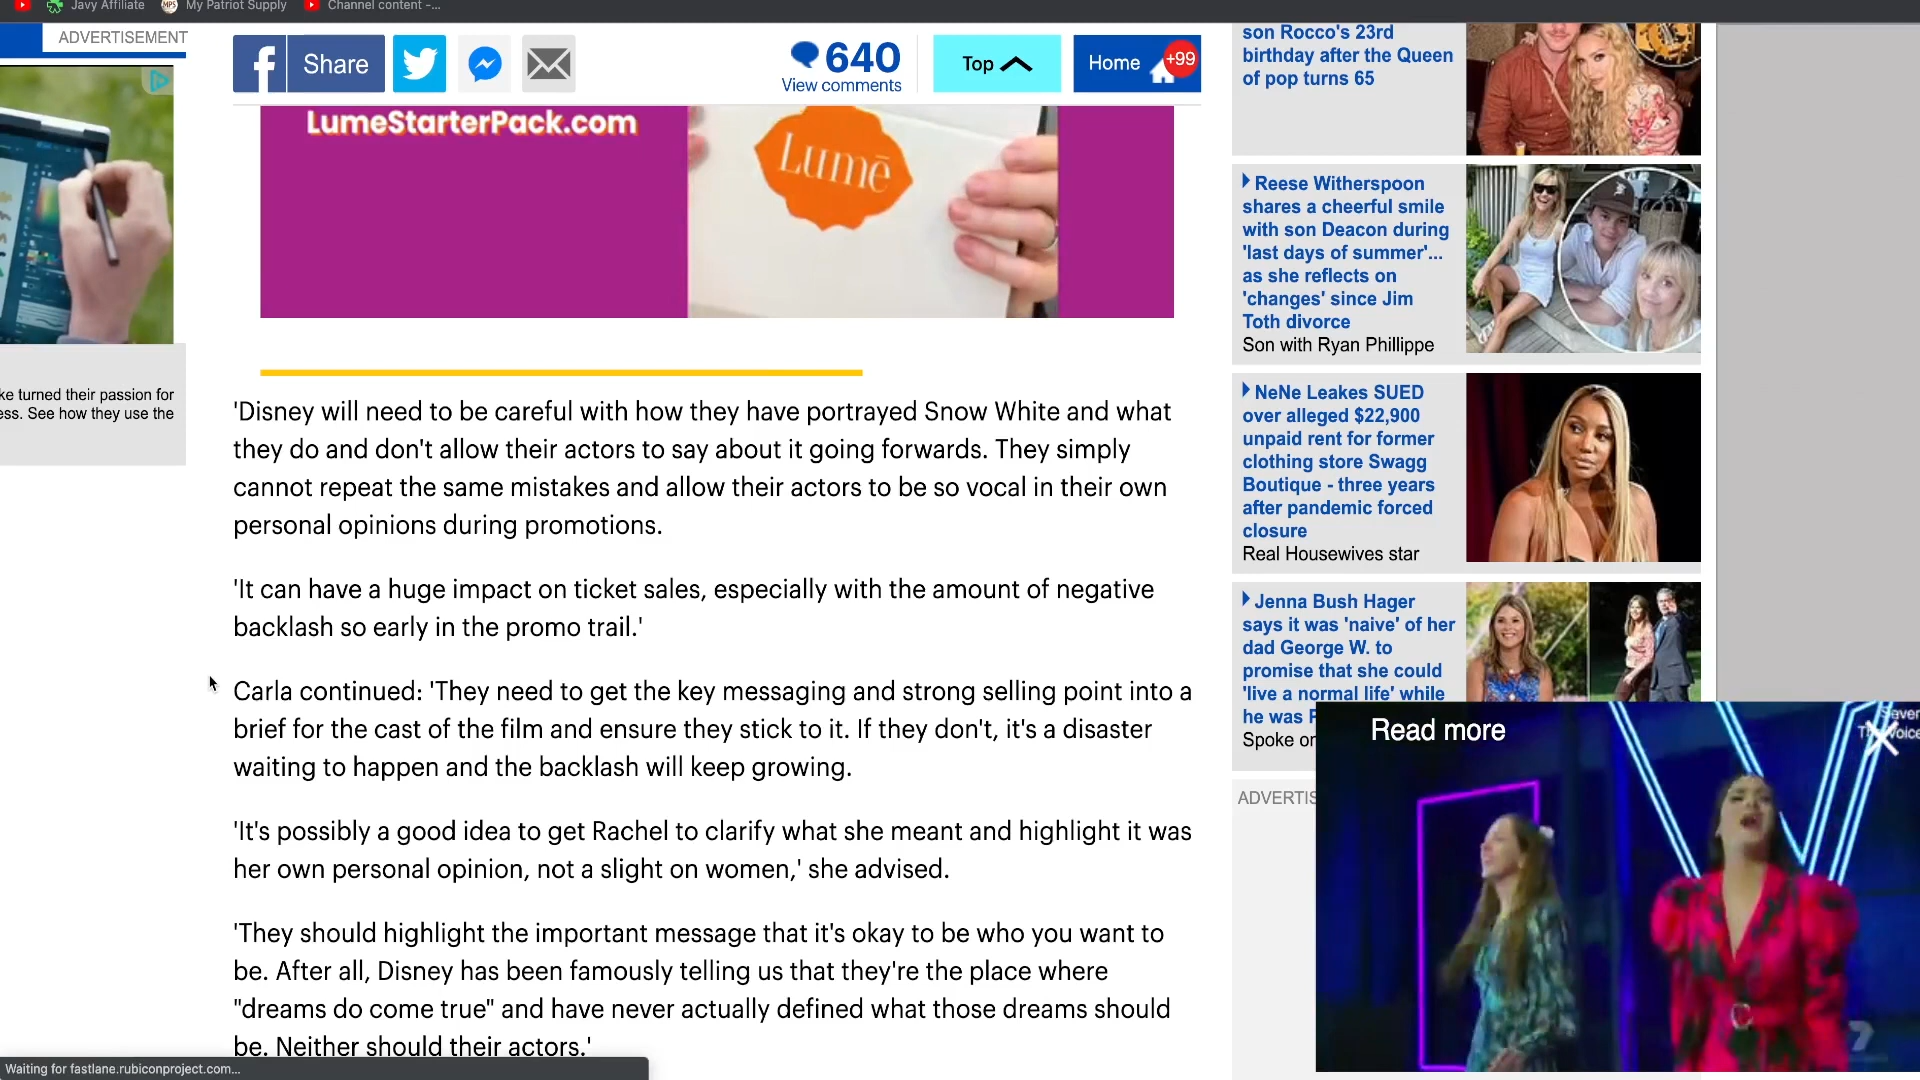 Javy Affiliate
My Patriot Supply
Channel content -...
ADVERTISEMENT
Share
640
View comments
Top
Home
+99
LumeStarterPack.com
Lumē
ke turned their passion for
ess. See how they use the
'Disney will need to be careful with how they have portrayed Snow White and what
they do and don't allow their actors to say about it going forwards. They simply
cannot repeat the same mistakes and allow their actors to be so vocal in their own
personal opinions during promotions.
'It can have a huge impact on ticket sales, especially with the amount of negative
backlash so early in the promo trail.'
Carla continued: 'They need to get the key messaging and strong selling point into a
brief for the cast of the film and ensure they stick to it. If they don't, it's a disaster
waiting to happen and the backlash will keep growing.
'It's possibly a good idea to get Rachel to clarify what she meant and highlight it was
her own personal opinion, not a slight on women,' she advised.
'They should highlight the important message that it's okay to be who you want to
be. After all, Disney has been famously telling us that they're the place where
"dreams do come true" and have never actually defined what those dreams should
be. Neither should their actors.'
Waiting for fastlane.rubiconproject.com...
son Rocco's 23rd
birthday after the Queen
of pop turns 65
Reese Witherspoon
shares a cheerful smile
with son Deacon during
'last days of summer'...
as she reflects on
'changes' since Jim
Toth divorce
Son with Ryan Phillippe
NeNe Leakes SUED
over alleged $22,900
unpaid rent for former
clothing store Swagg
Boutique - three years
after pandemic forced
closure
Real Housewives star
Jenna Bush Hager
says it was 'naive' of her
dad George W. to
promise that she could
'live a normal life' while
he was P
Spoke or
ADVERTIS
Read more
7